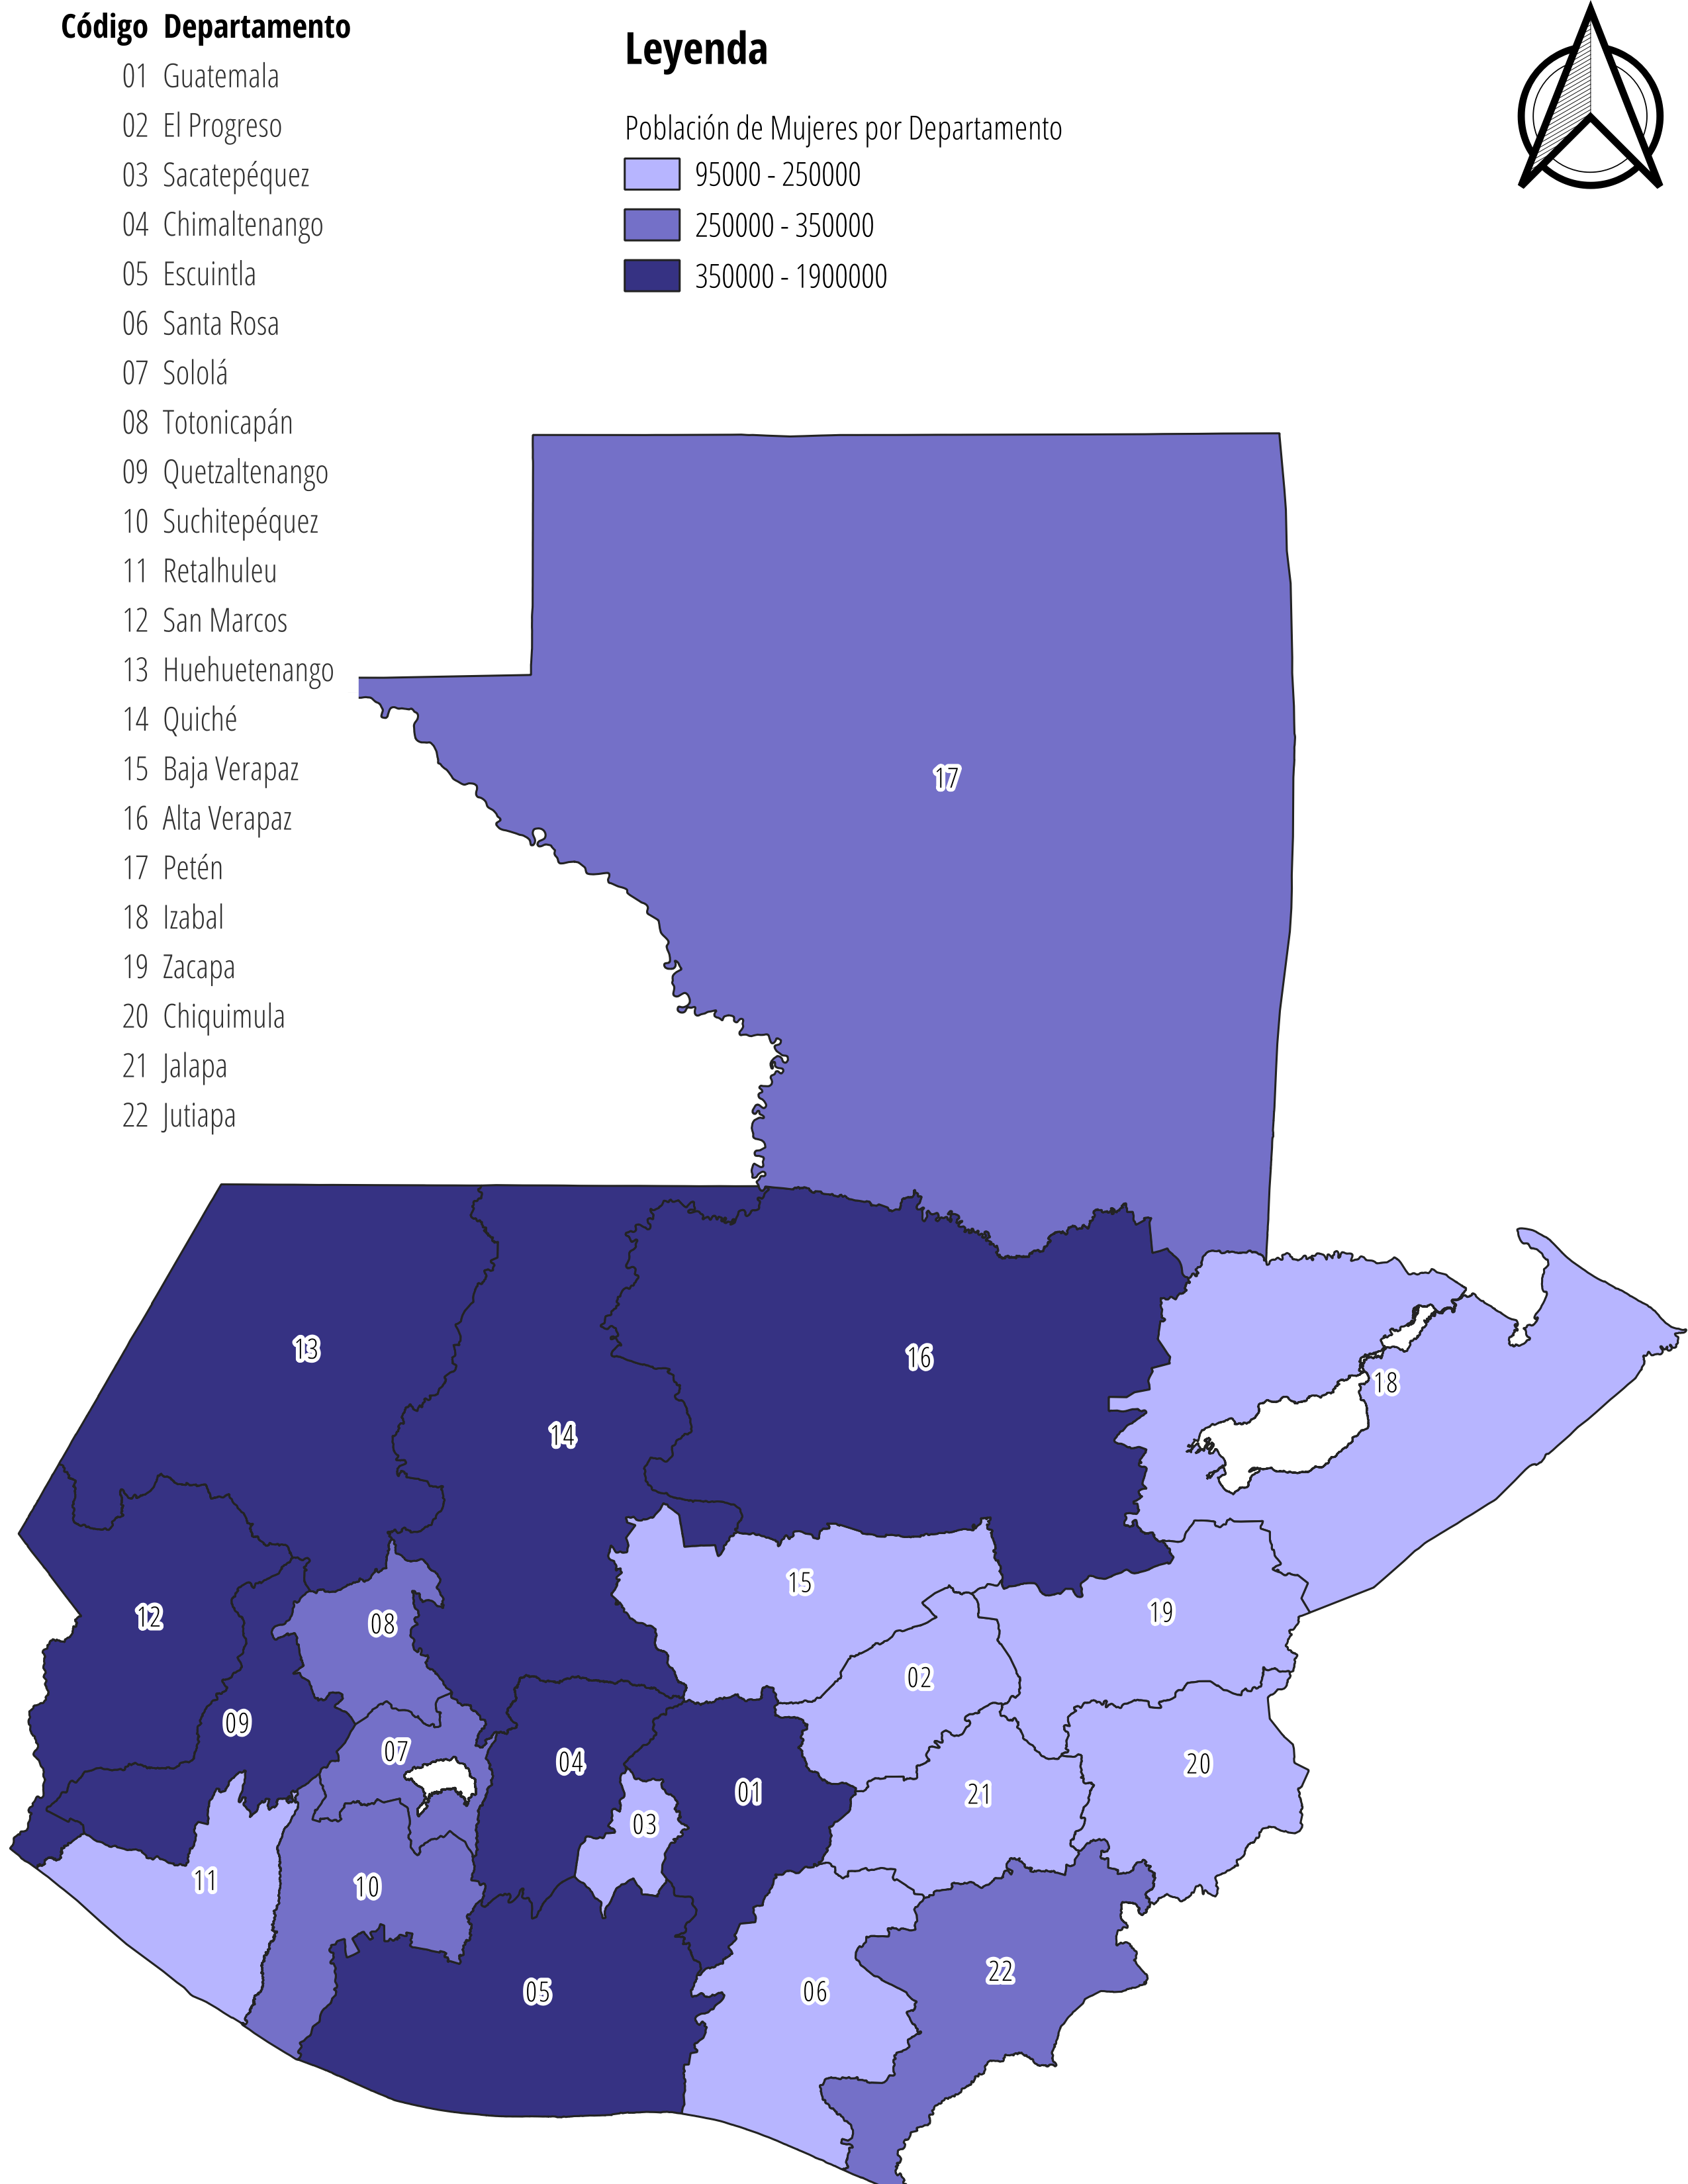 Código Departamento
01 Guatemala
02 El Progreso
03 Sacatepéquez
04 Chimaltenango
05 Escuintla
06 Santa Rosa
07 Sololá
08 Totonicapán
09 Quetzaltenango
10 Suchitepéquez
11 Retalhuleu
12 San Marcos
13 Huehuetenango
14 Quiché
15 Baja Verapaz
16 Alta Verapaz
17 Petén
18 Izabal
19 Zacapa
20 Chiquimula
21 Jalapa
22 Jutiapa
Leyenda
Población de Mujeres por Departamento
95000 - 250000
250000 - 350000
350000 - 1900000
17
13
16
18
14
15
19
12
08
02
09
07
04
20
01
21
03
11
10
22
05
06